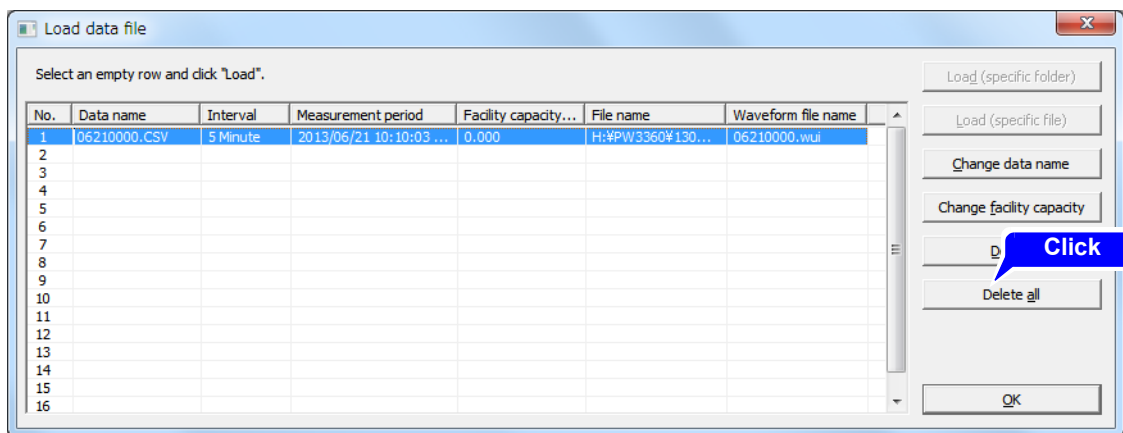 Load data file
Select an empty row and click "Load".
No. Data name Interval Measurement period Facility capacity... File name Waveform file name
1 06210000.CSV 5 Minute 2013/06/21 10:10:03 ... 0.000 H:¥PW3360¥130... 06210000.wui
2
3
4
5
6
7
8
9
10
11
12
13
14
15
16
Load (specific folder)
Load (specific file)
Change data name
Change facility capacity
Click
Delete all
OK